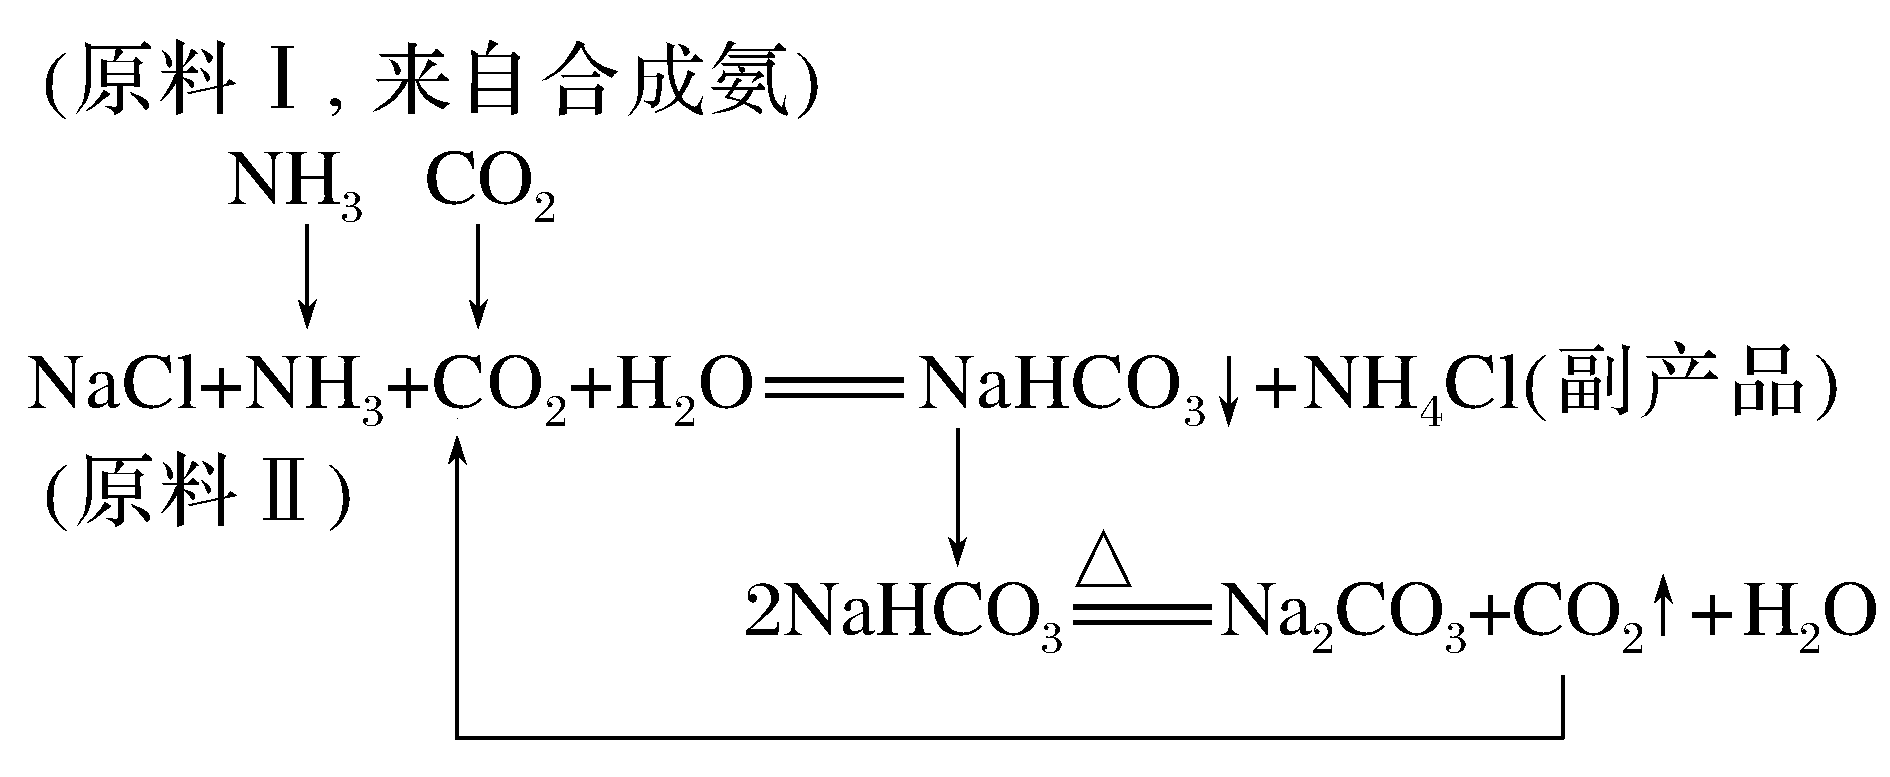 (原料Ⅰ,来自合成氨)
NH₃ CO₂
NaCl+NH₃+CO₂+H₂O══NaHCO₃↓+NH₄Cl(副产品)
(原料Ⅱ)
△
2NaHCO₃══Na₂CO₃+CO₂↑+H₂O